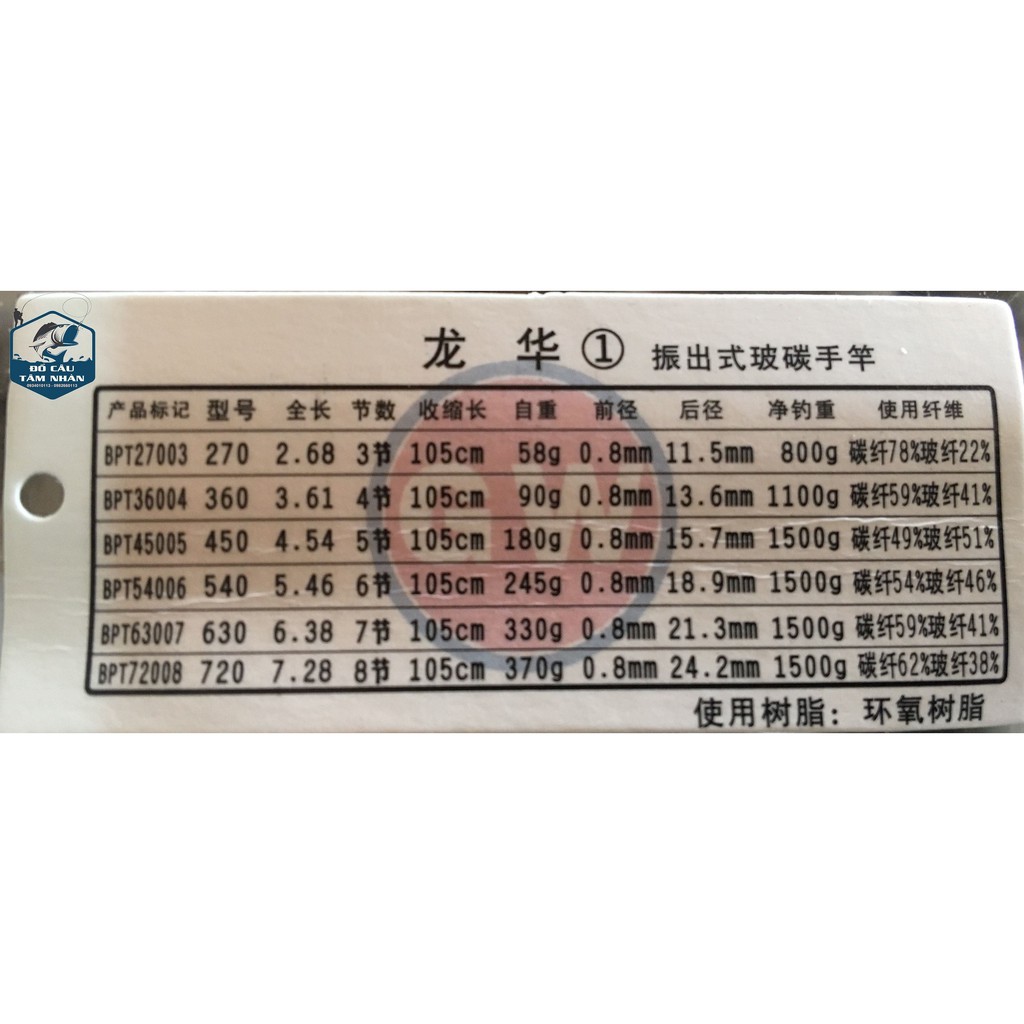 ĐỒ CÂU
TÂM NHÂN
龙 华 ① 振出式玻碳手竿
产品标记 型号 全长 节数 收缩长 自重 前径 后径 净钓重 使用纤维
BPT27003 270 2.68 3节 105cm 58g 0.8mm 11.5mm 800g 碳纤78%玻纤22%
BPT36004 360 3.61 4节 105cm 90g 0.8mm 13.6mm 1100g 碳纤59%玻纤41%
BPT45005 450 4.54 5节 105cm 180g 0.8mm 15.7mm 1500g 碳纤49%玻纤51%
BPT54006 540 5.46 6节 105cm 245g 0.8mm 18.9mm 1500g 碳纤54%玻纤46%
BPT63007 630 6.38 7节 105cm 330g 0.8mm 21.3mm 1500g 碳纤59%玻纤41%
BPT72008 720 7.28 8节 105cm 370g 0.8mm 24.2mm 1500g 碳纤62%玻纤38%
使用树脂：环氧树脂